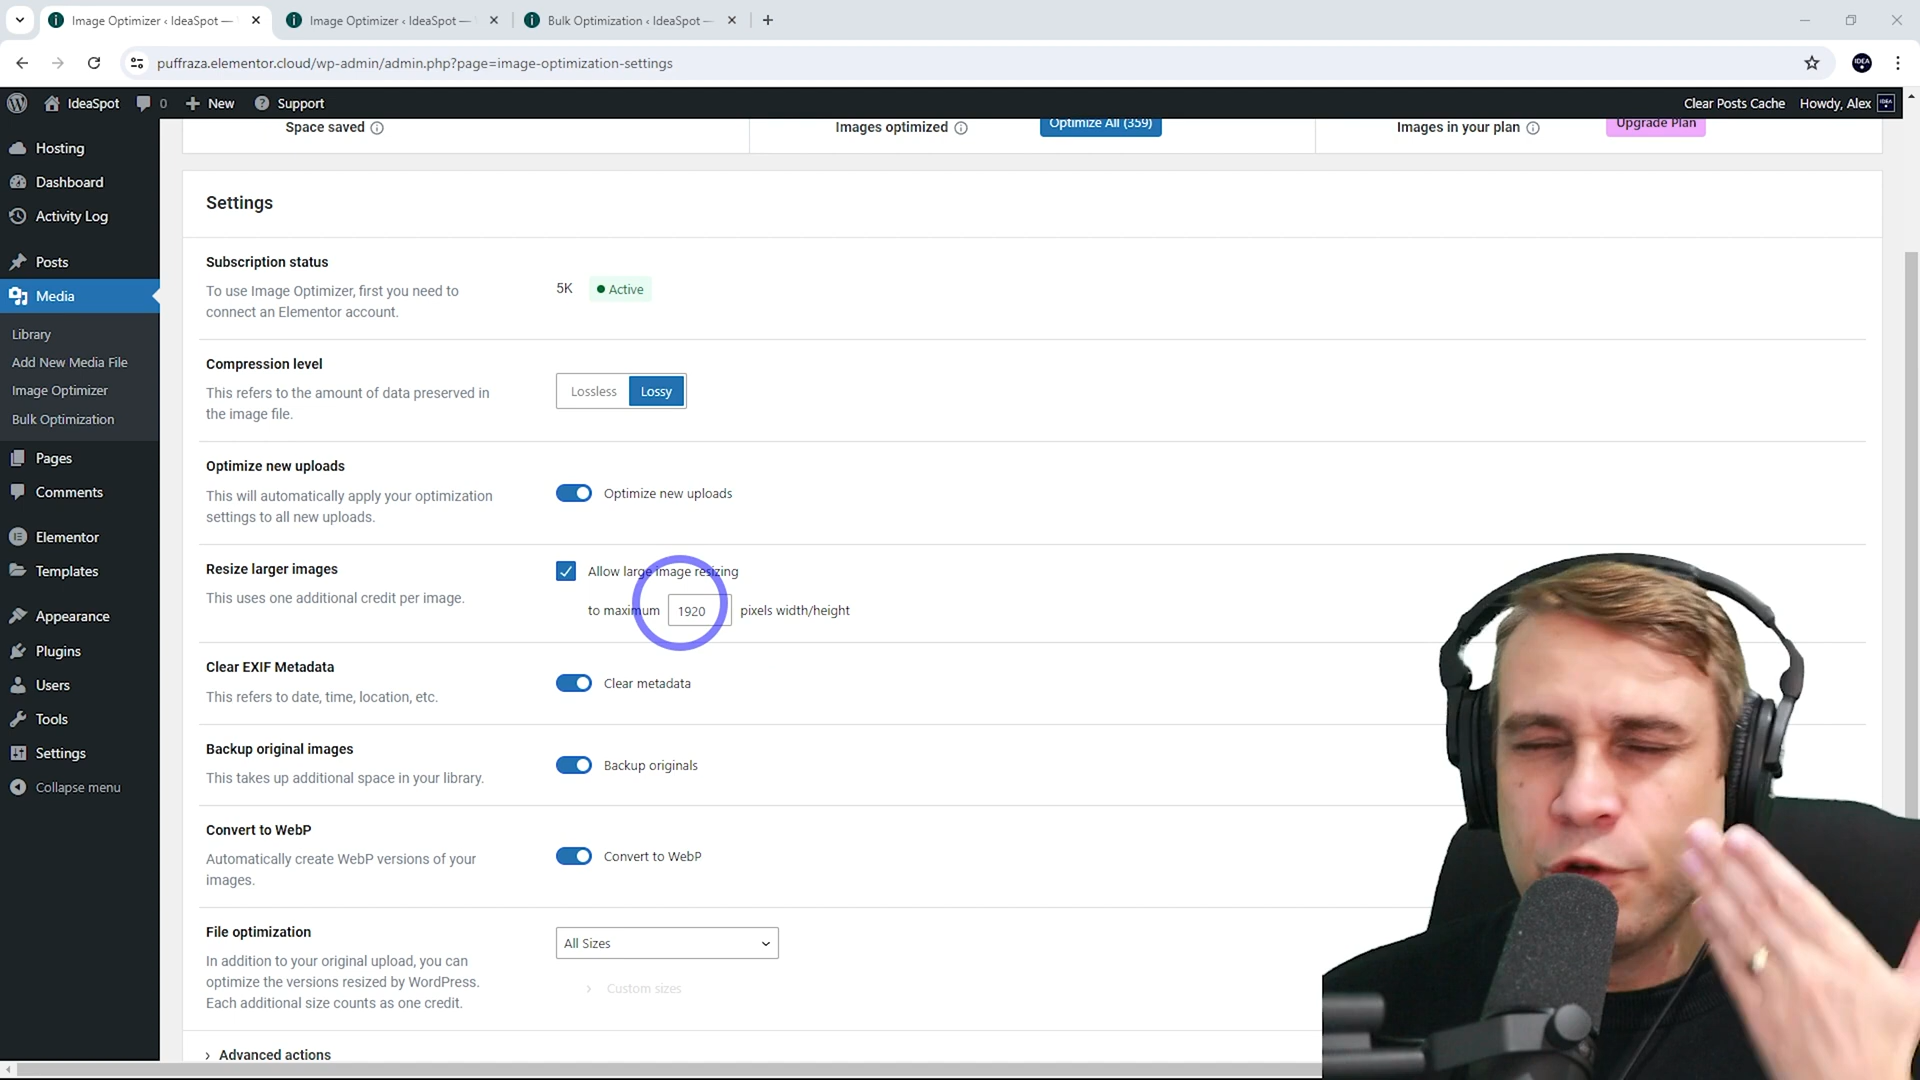 Image Optimizer ‹ IdeaSpot —
Image Optimizer ‹ IdeaSpot —
Bulk Optimization ‹ IdeaSpot —
puffraza.elementor.cloud/wp-admin/admin.php?page=image-optimization-settings
IdeaSpot
0
New
Support
Clear Posts Cache
Howdy, Alex
Space saved
Images optimized
Optimize All (359)
Images in your plan
Upgrade Plan
Hosting
Dashboard
Activity Log
Posts
Media
Library
Add New Media File
Image Optimizer
Bulk Optimization
Pages
Comments
Elementor
Templates
Appearance
Plugins
Users
Tools
Settings
Collapse menu
Settings
Subscription status
To use Image Optimizer, first you need to
connect an Elementor account.
5K
Active
Compression level
This refers to the amount of data preserved in
the image file.
Lossless
Lossy
Optimize new uploads
This will automatically apply your optimization
settings to all new uploads.
Optimize new uploads
Resize larger images
This uses one additional credit per image.
Allow large image resizing
to maximum 1920 pixels width/height
Clear EXIF Metadata
This refers to date, time, location, etc.
Clear metadata
Backup original images
This takes up additional space in your library.
Backup originals
Convert to WebP
Automatically create WebP versions of your
images.
Convert to WebP
File optimization
In addition to your original upload, you can
optimize the versions resized by WordPress.
Each additional size counts as one credit.
All Sizes
Custom sizes
Advanced actions